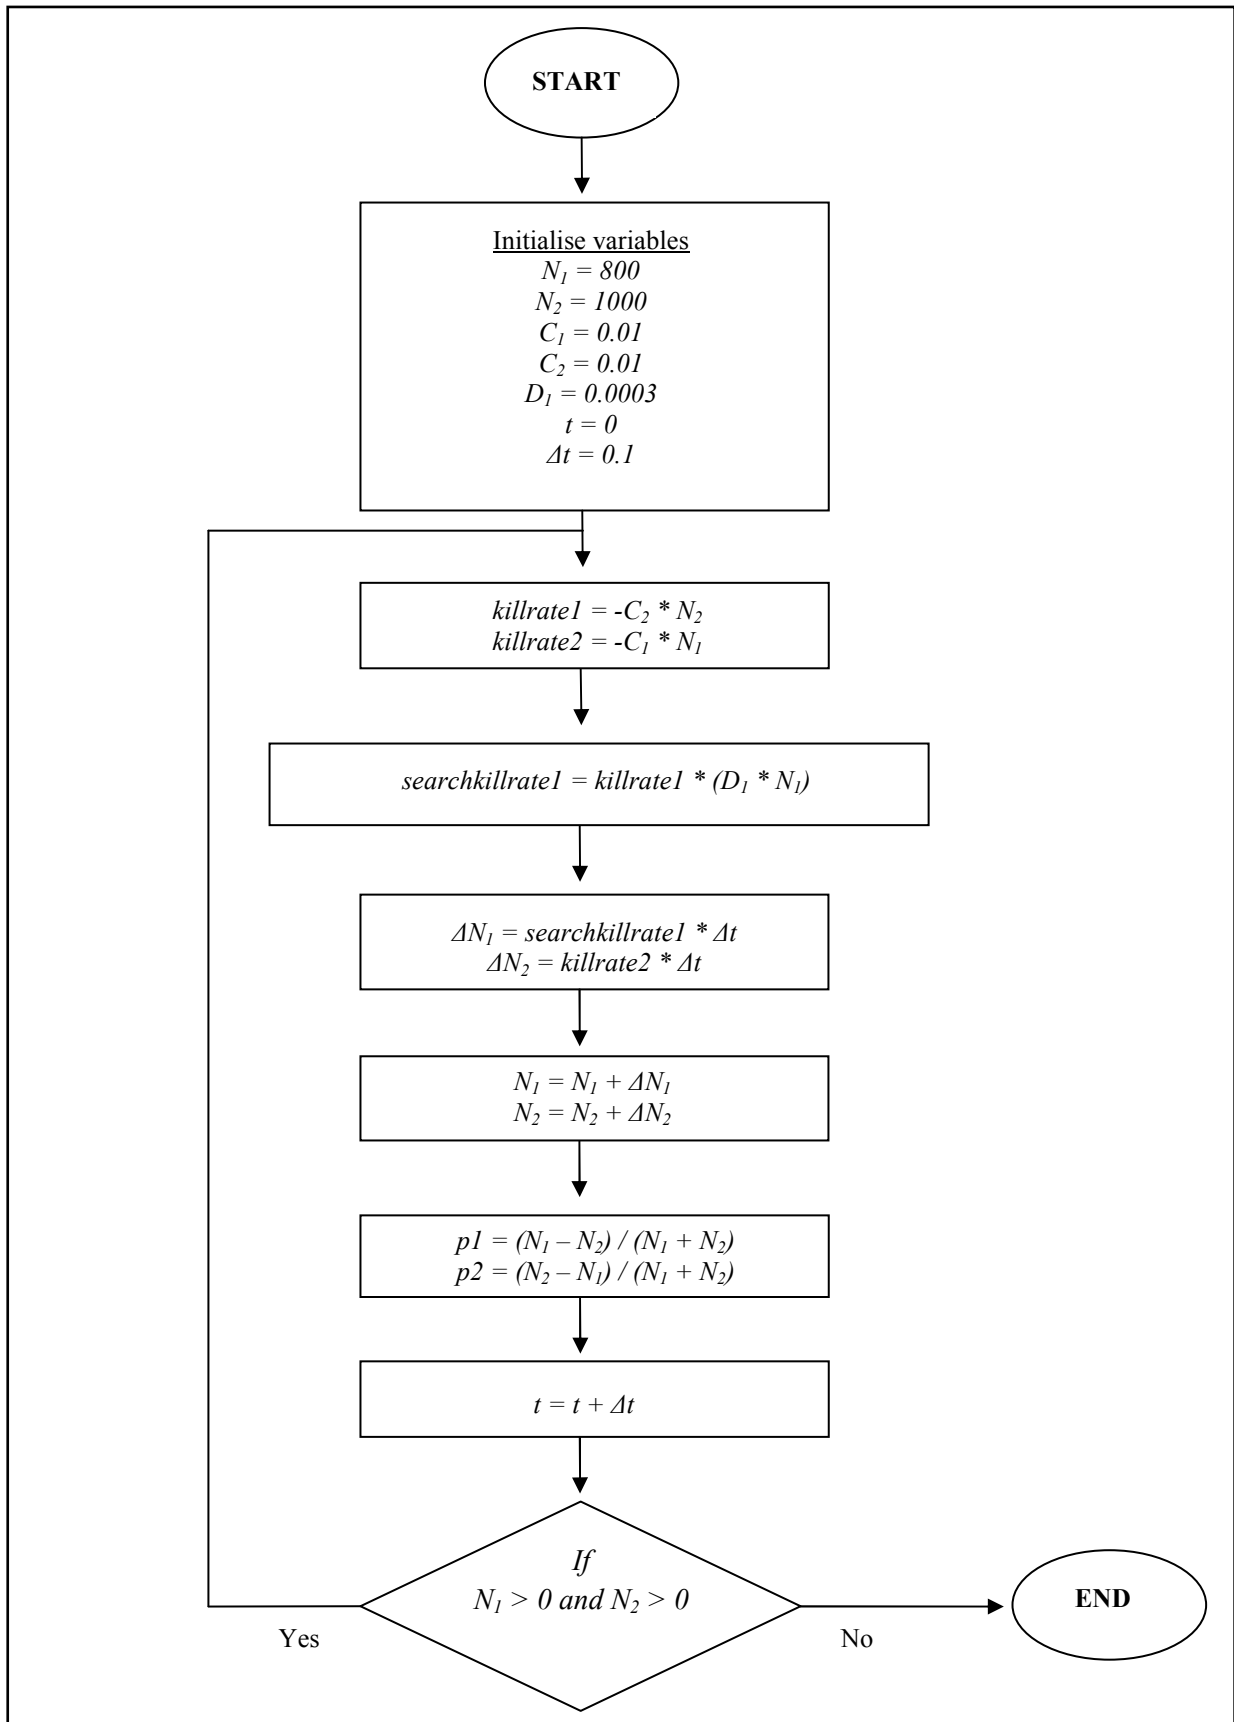 START
Initialise variables
N₁ = 800
N₂ = 1000
C₁ = 0.01
C₂ = 0.01
D₁ = 0.0003
t = 0
Δt = 0.1
killrate1 = -C₂ * N₂
killrate2 = -C₁ * N₁
searchkillrate1 = killrate1 * (D₁ * N₁)
ΔN₁ = searchkillrate1 * Δt
ΔN₂ = killrate2 * Δt
N₁ = N₁ + ΔN₁
N₂ = N₂ + ΔN₂
p1 = (N₁ – N₂) / (N₁ + N₂)
p2 = (N₂ – N₁) / (N₁ + N₂)
t = t + Δt
If
N₁ > 0 and N₂ > 0
END
Yes
No